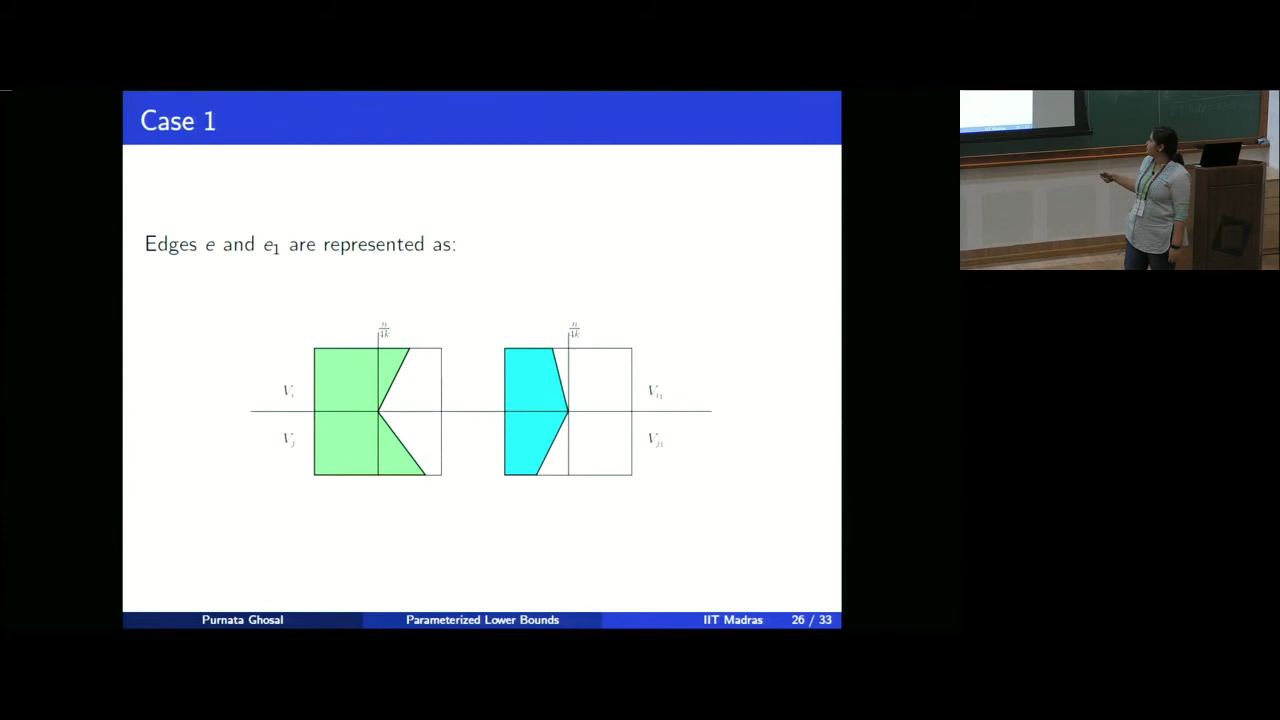 Case 1
Edges e and e₁ are represented as:
n/4k n/4k
Vᵢ Vᵢ₁
Vⱼ Vⱼ₁
Purnata Ghosal Parameterized Lower Bounds IIT Madras 26 / 33